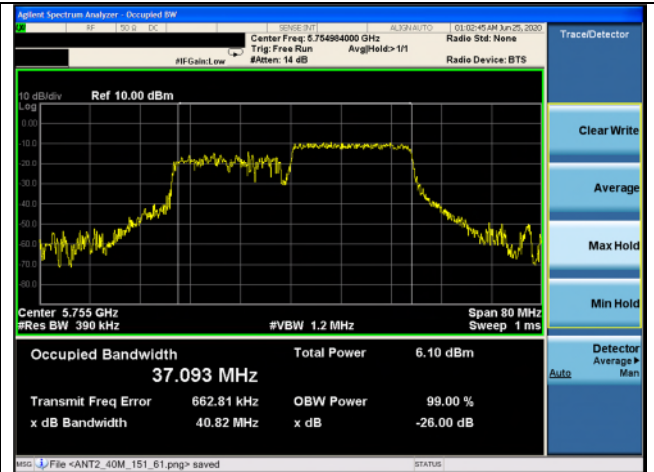 Agilent Spectrum Analyzer - Occupied BW
RF 50 Ω DC SENSE:INT ALIGN AUTO 01:02:45 AM Jun 25, 2020
Center Freq: 5.754984000 GHz Radio Std: None
Trig: Free Run Avg|Hold:> 1/1
#IFGain:Low #Atten: 14 dB Radio Device: BTS
Trace/Detector
10 dB/div Ref 10.00 dBm
Log
0.00
-10.0
-20.0
-30.0
-40.0
-50.0
-60.0
-70.0
-80.0
Center 5.755 GHz Span 80 MHz
#Res BW 390 kHz #VBW 1.2 MHz Sweep 1 ms
Occupied Bandwidth Total Power 6.10 dBm
37.093 MHz
Transmit Freq Error 662.81 kHz OBW Power 99.00 %
x dB Bandwidth 40.82 MHz x dB -26.00 dB
Clear Write
Average
Max Hold
Min Hold
Detector
Average▶
Auto Man
MSG File <ANT2_40M_151_61.png> saved STATUS